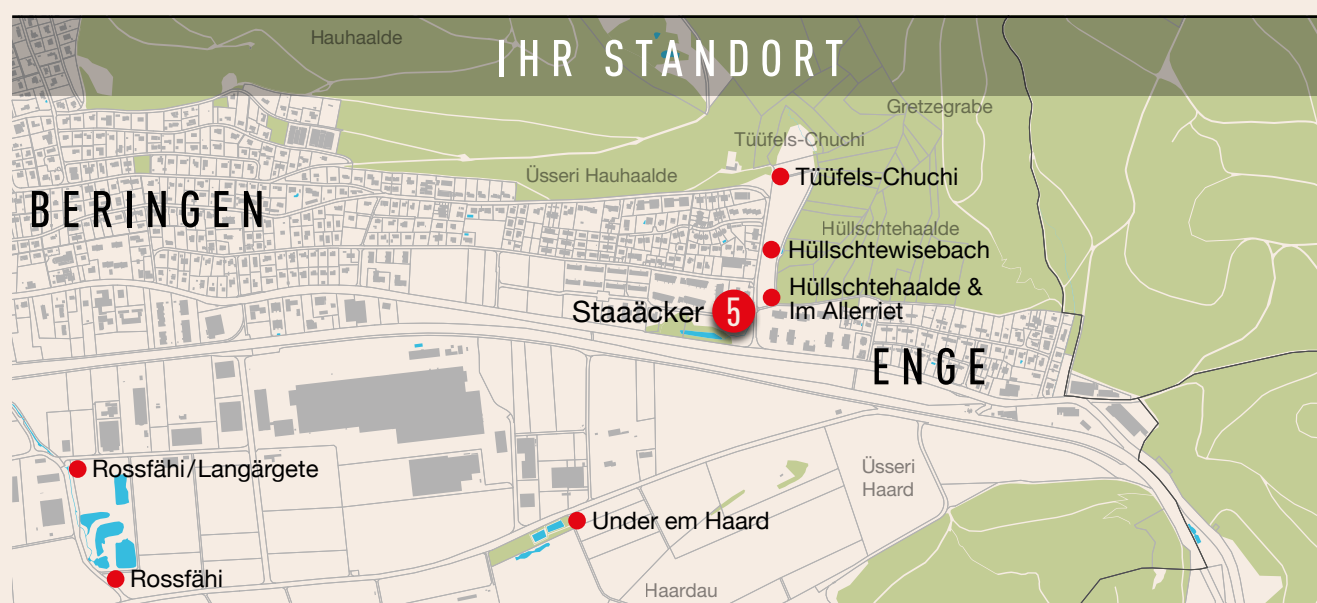 Hauhaalde
IHR STANDORT
Gretzegrabe
Tüüfels-Chuchi
Üsseri Hauhaalde
Tüüfels-Chuchi
BERINGEN
Hüllschtehaalde
Hüllschtewisebach
Hüllschtehaalde &
Im Allerriet
Staaäcker 5
ENGE
Rossfähi/Langärgete
Üsseri
Haard
Under em Haard
Rossfähi
Haardau